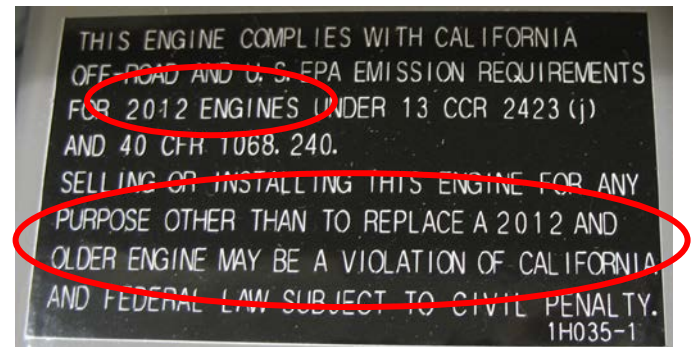 THIS ENGINE COMPLIES WITH CALIFORNIA
OFF-ROAD AND U.S. EPA EMISSION REQUIREMENTS
FOR 2012 ENGINES UNDER 13 CCR 2423(j)
AND 40 CFR 1068.240.
SELLING OR INSTALLING THIS ENGINE FOR ANY
PURPOSE OTHER THAN TO REPLACE A 2012 AND
OLDER ENGINE MAY BE A VIOLATION OF CALIFORNIA
AND FEDERAL LAW SUBJECT TO CIVIL PENALTY.
1H035-1